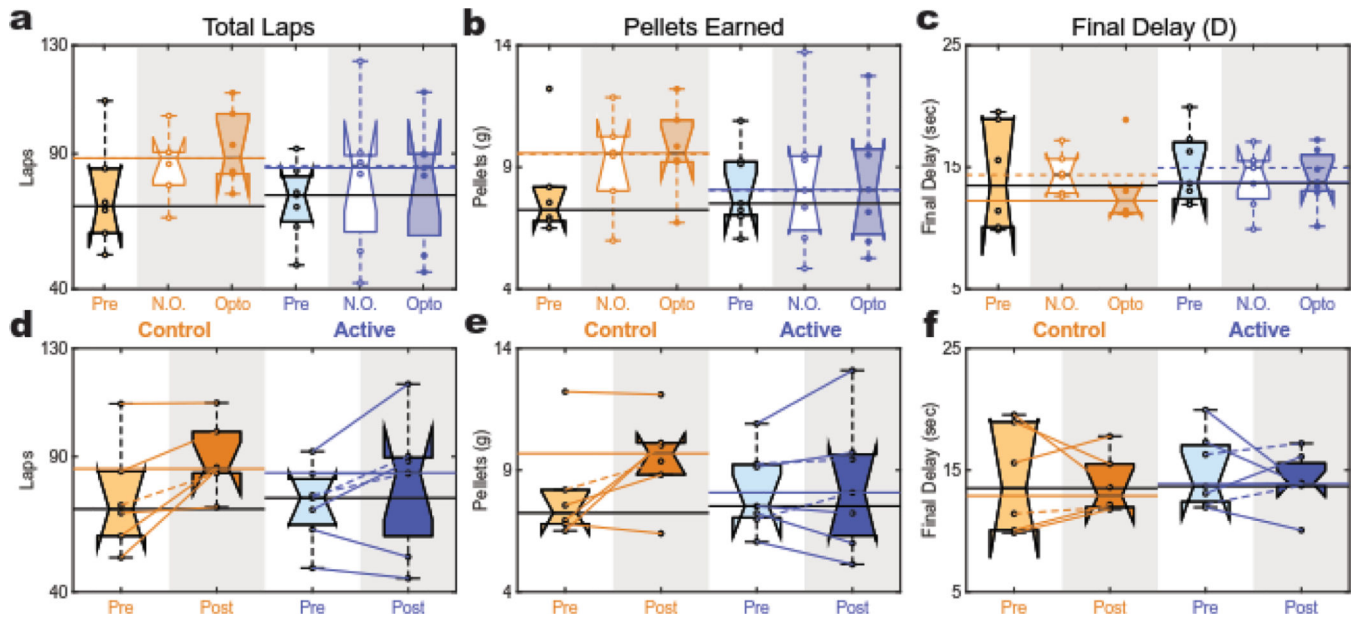 a Total Laps
130
90
40
Laps
Pre N.O. Opto Pre N.O. Opto
Control Active
b Pellets Earned
14
9
4
Pellets (g)
Pre N.O. Opto Pre N.O. Opto
Control Active
c Final Delay (D)
25
15
5
Final Delay (sec)
Pre N.O. Opto Pre N.O. Opto
Control Active
d
130
90
40
Laps
Pre Post Pre Post
e
14
9
4
Pellets (g)
Pre Post Pre Post
f
25
15
5
Final Delay (sec)
Pre Post Pre Post